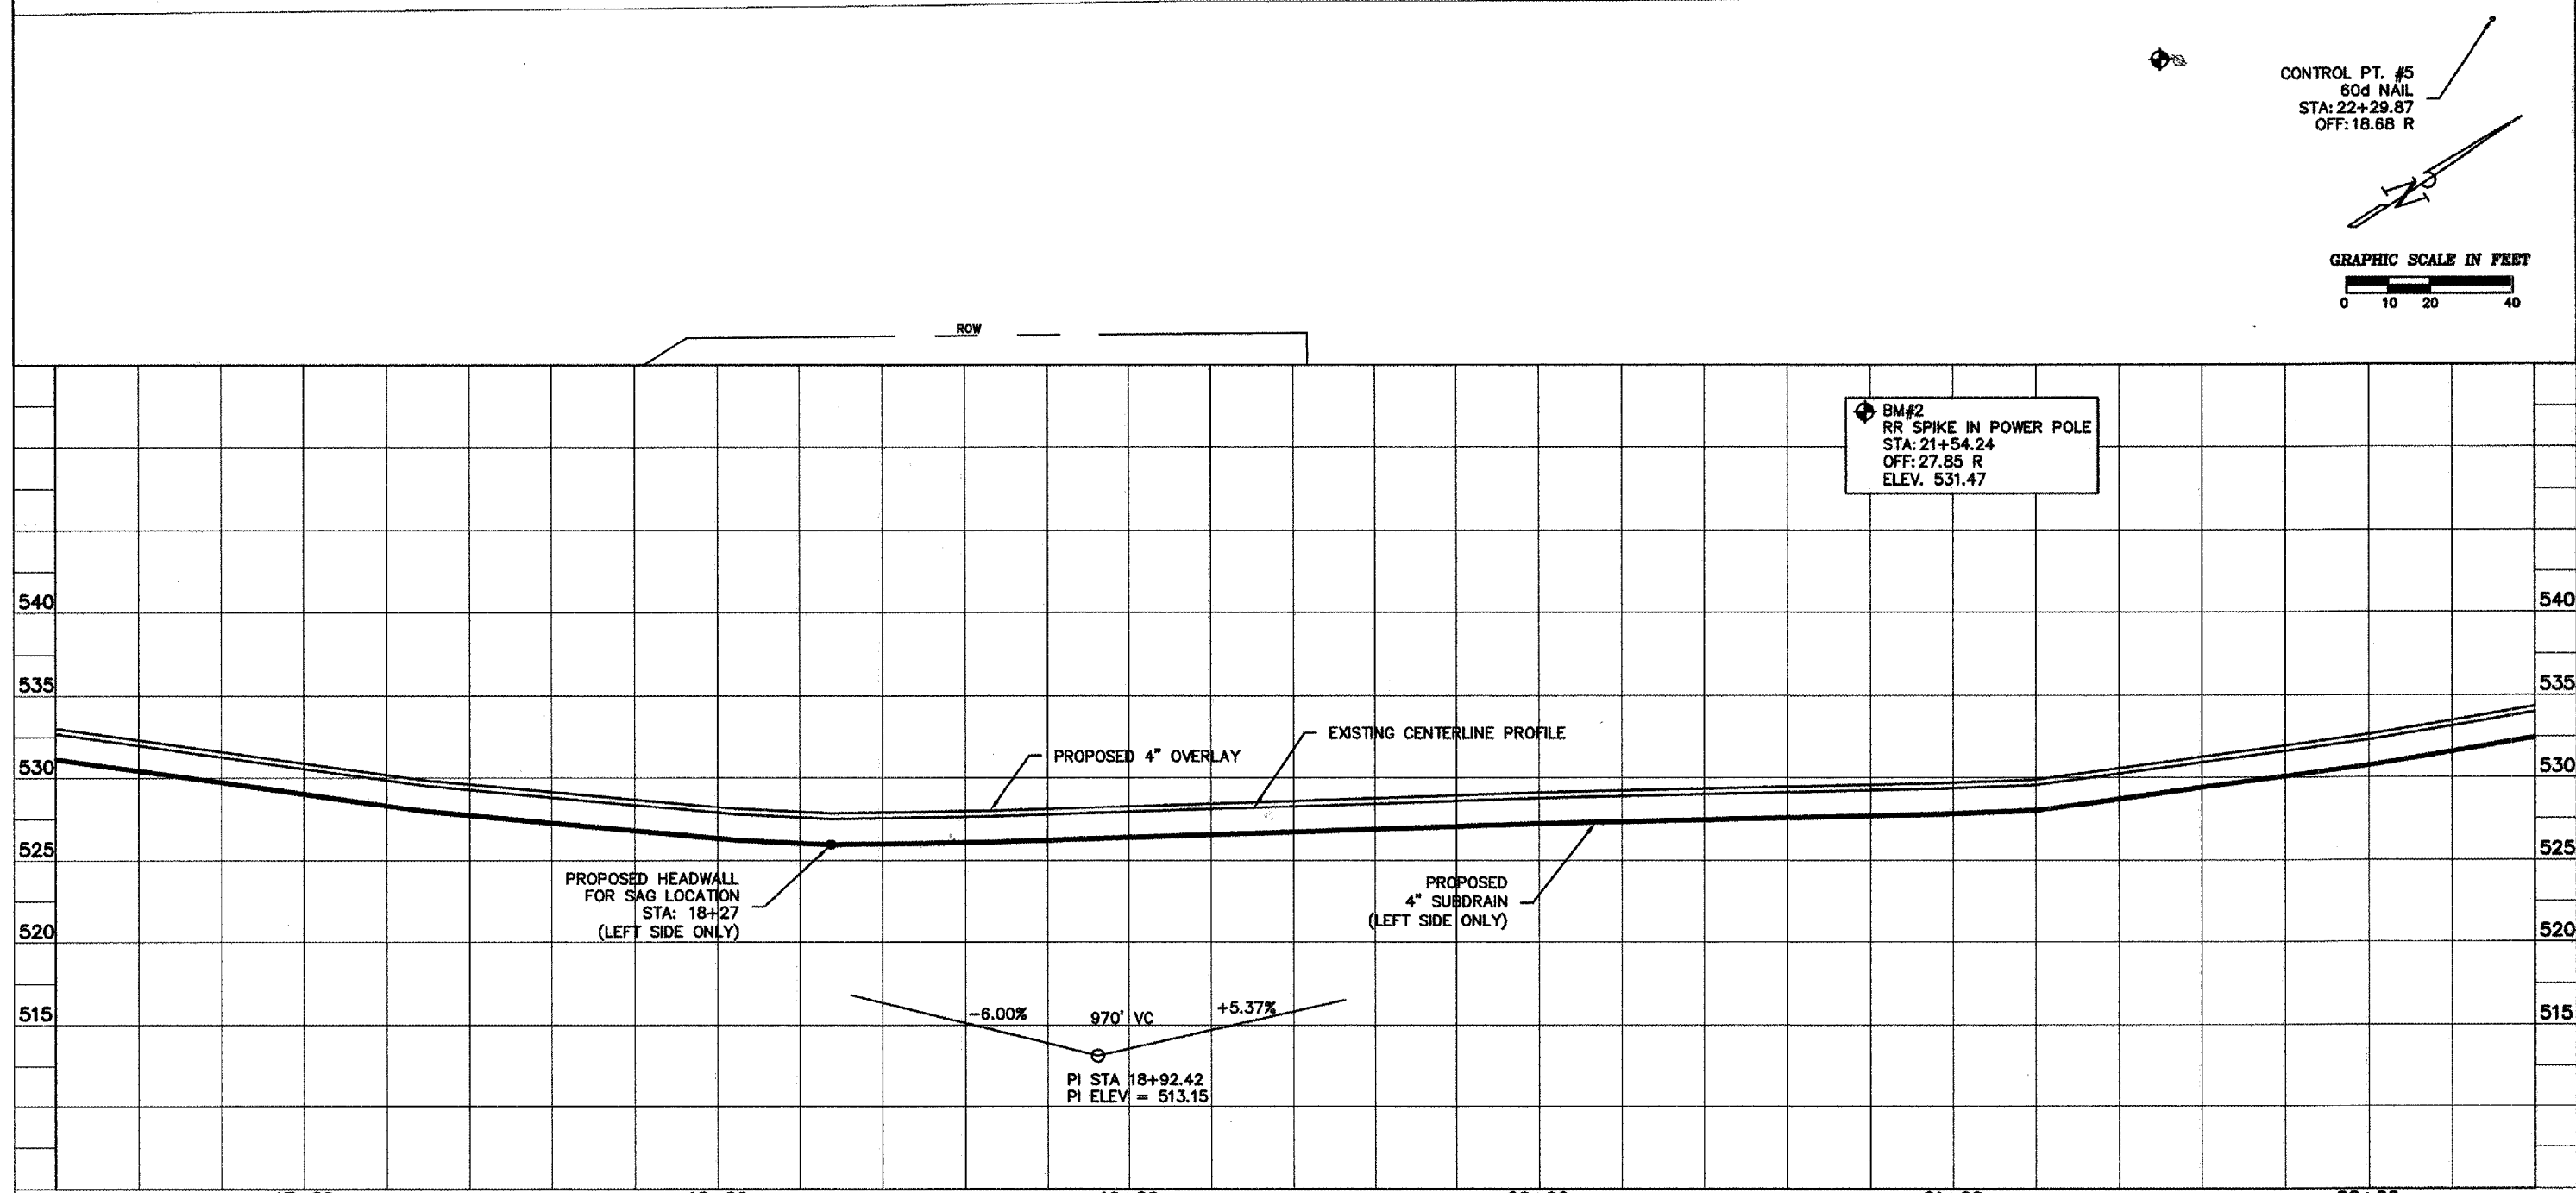 CONTROL PT. #5
60d NAIL
STA: 22+29.87
OFF: 18.68 R
N
GRAPHIC SCALE IN FEET
0 10 20 40
ROW
BM#2
RR SPIKE IN POWER POLE
STA: 21+54.24
OFF: 27.85 R
ELEV. 531.47
540 540
535 535
EXISTING CENTERLINE PROFILE
PROPOSED 4" OVERLAY
530 530
525 525
PROPOSED HEADWALL
FOR SAG LOCATION
STA: 18+27
(LEFT SIDE ONLY)
PROPOSED
4" SUBDRAIN
(LEFT SIDE ONLY)
520 520
-6.00% 970' VC +5.37%
515 515
PI STA 18+92.42
PI ELEV = 513.15